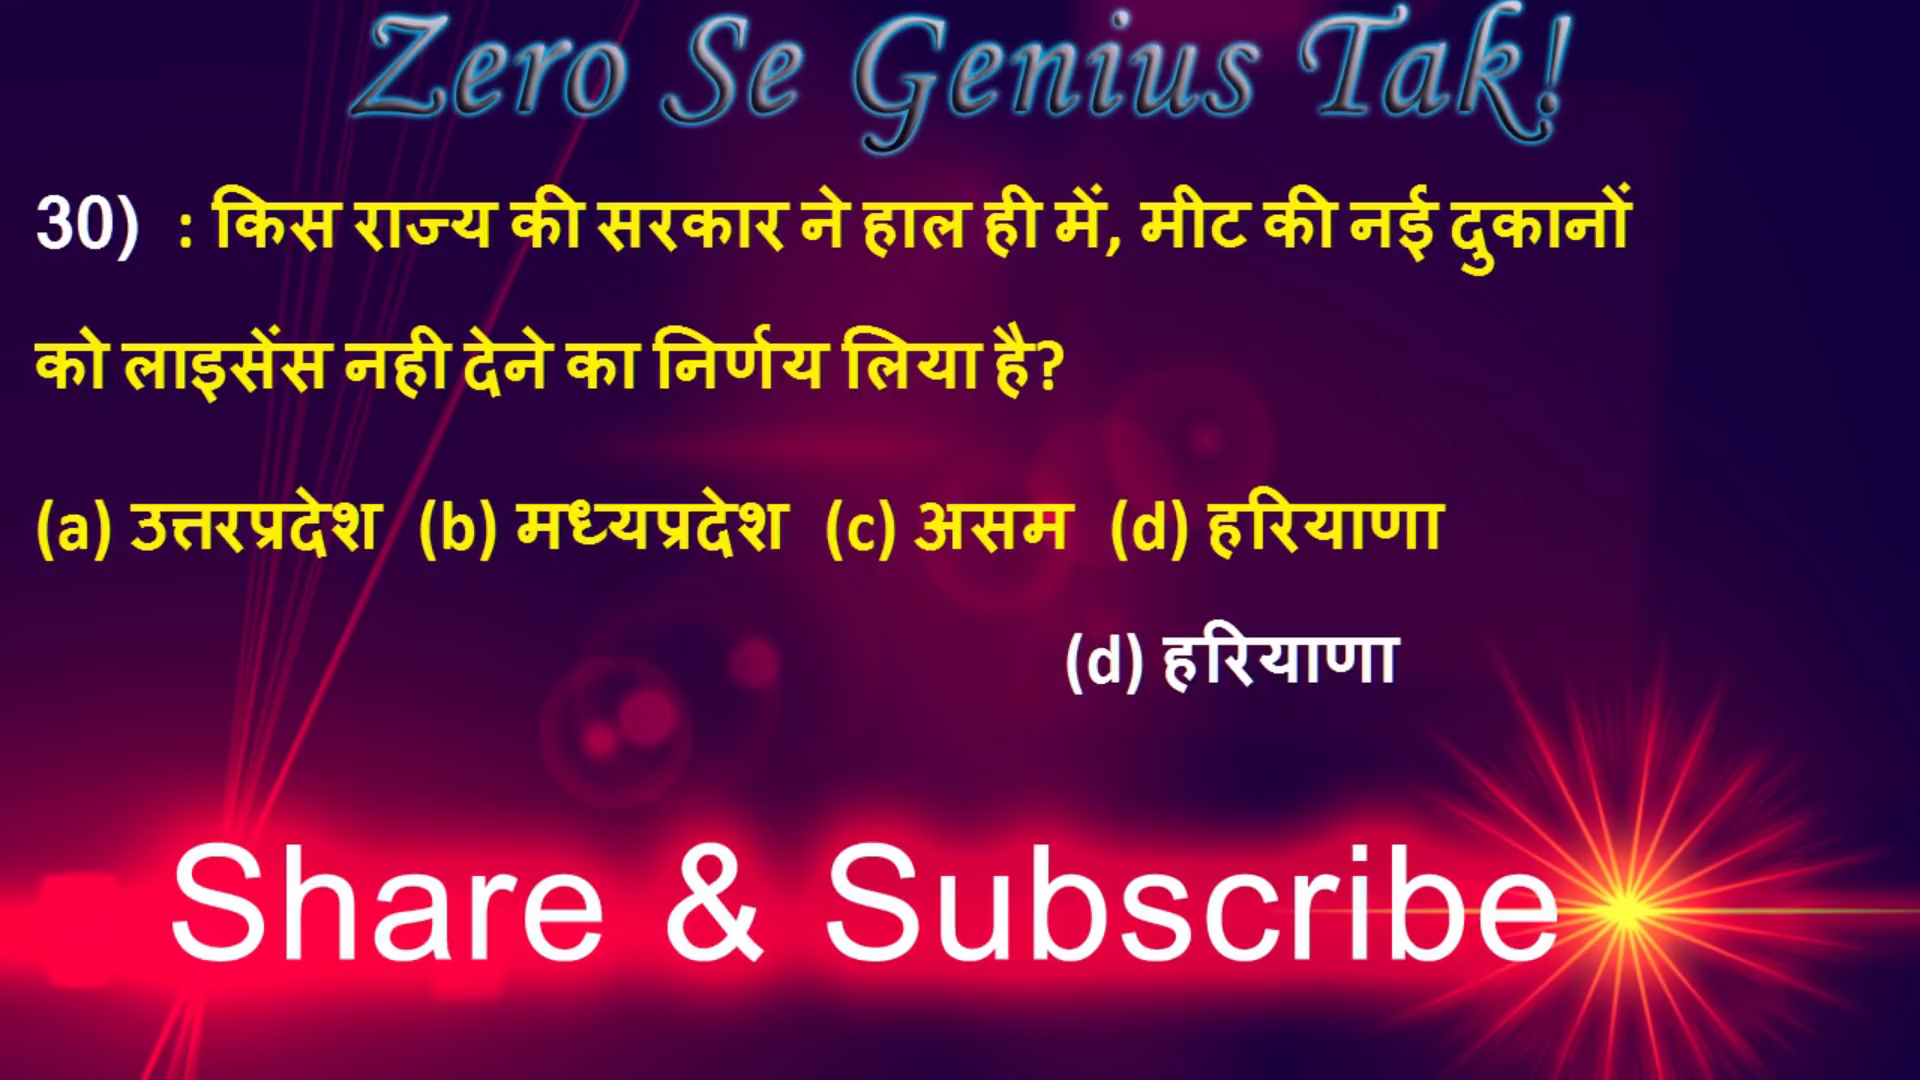 Zero Se Genius Tak!
30) : किस राज्य की सरकार ने हाल ही में, मीट की नई दुकानों
को लाइसेंस नही देने का निर्णय लिया है?
(a) उत्तरप्रदेश (b) मध्यप्रदेश (c) असम (d) हरियाणा
(d) हरियाणा
Share & Subscribe